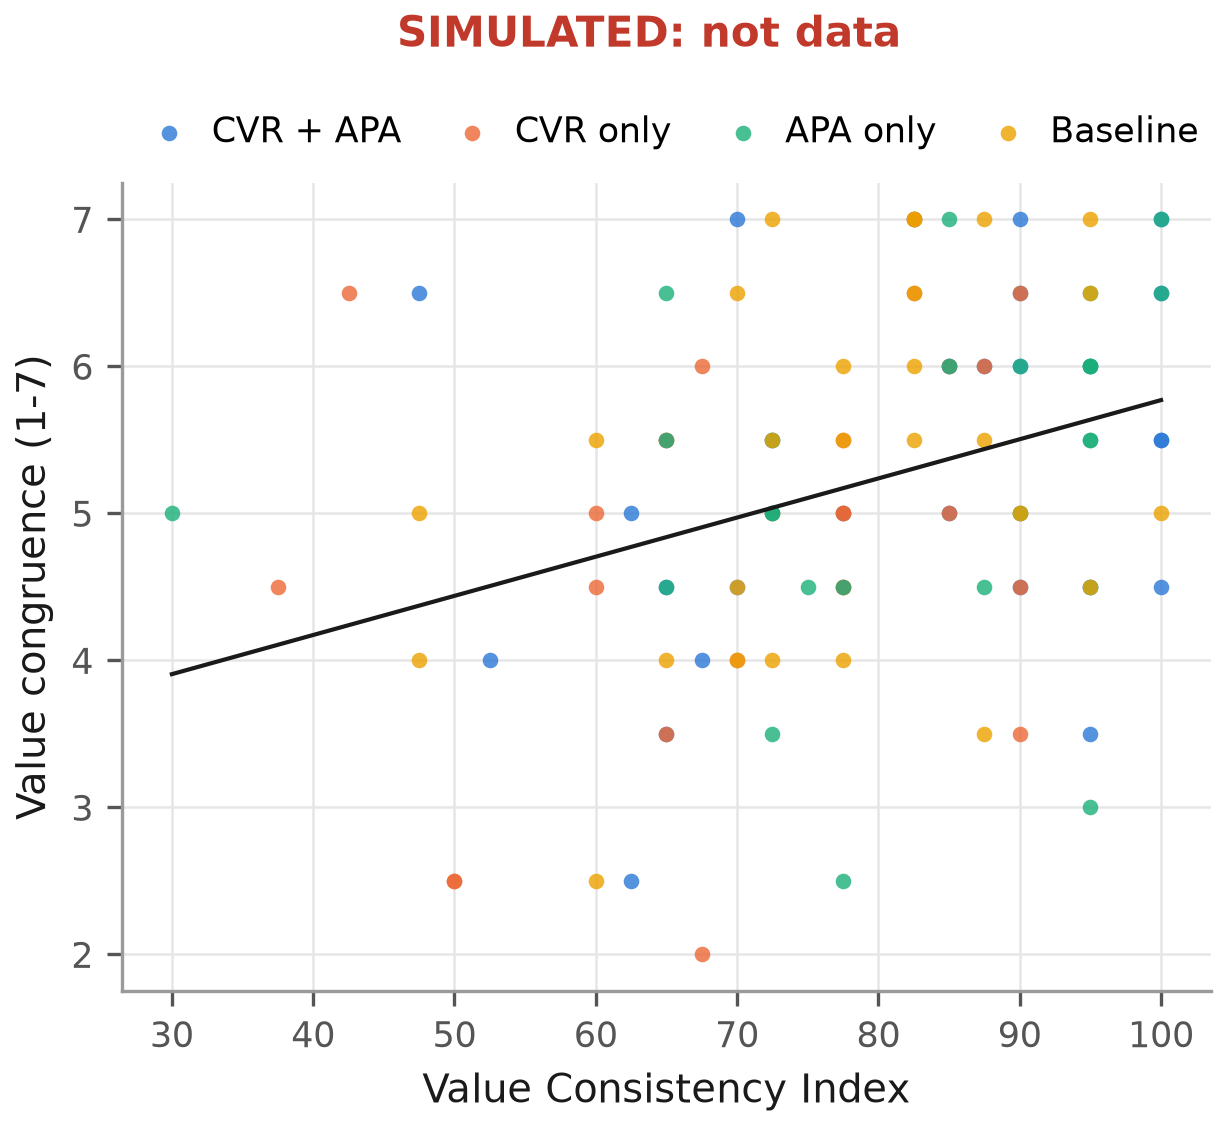 SIMULATED: not data
CVR + APA CVR only APA only Baseline
Value congruence (1-7)
7
6
5
4
3
2
30 40 50 60 70 80 90 100
Value Consistency Index